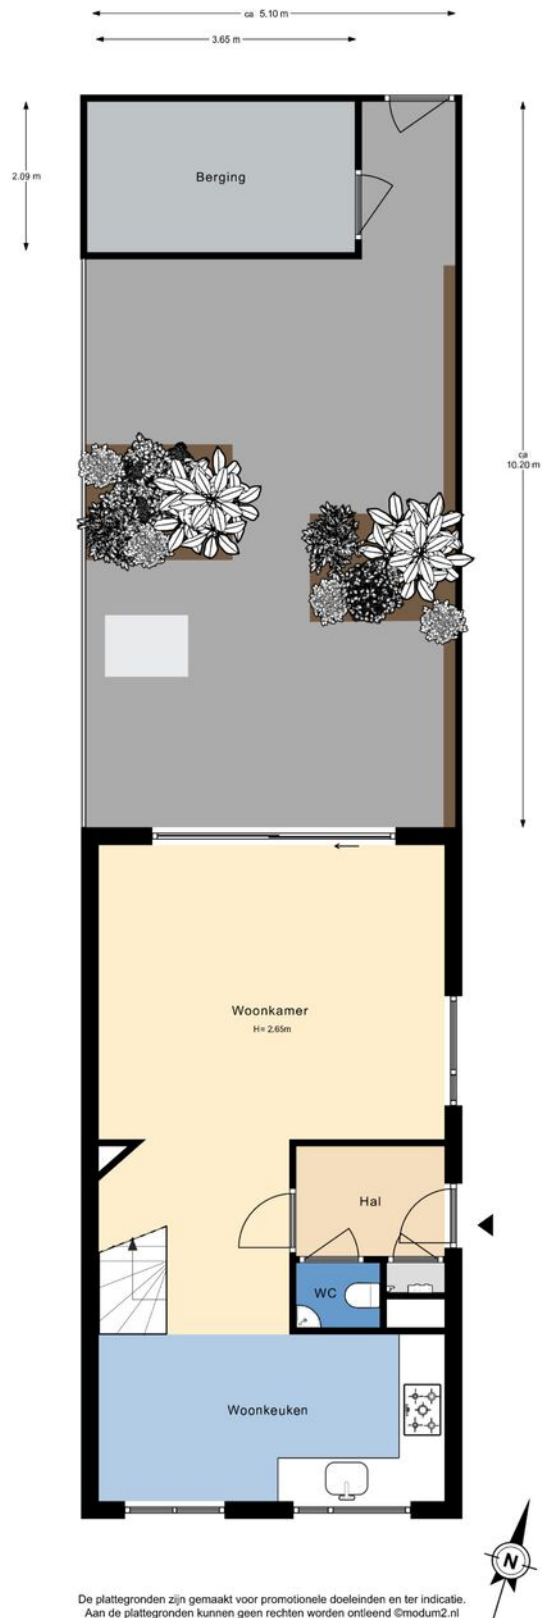 ca 5.10 m
3.65 m
2.09 m
Berging
ca
10.20 m
Woonkamer
H= 2.65m
Hal
WC
Woonkeuken
N
De plattegronden zijn gemaakt voor promotionele doeleinden en ter indicatie.
Aan de plattegronden kunnen geen rechten worden ontleend ©modum2.nl